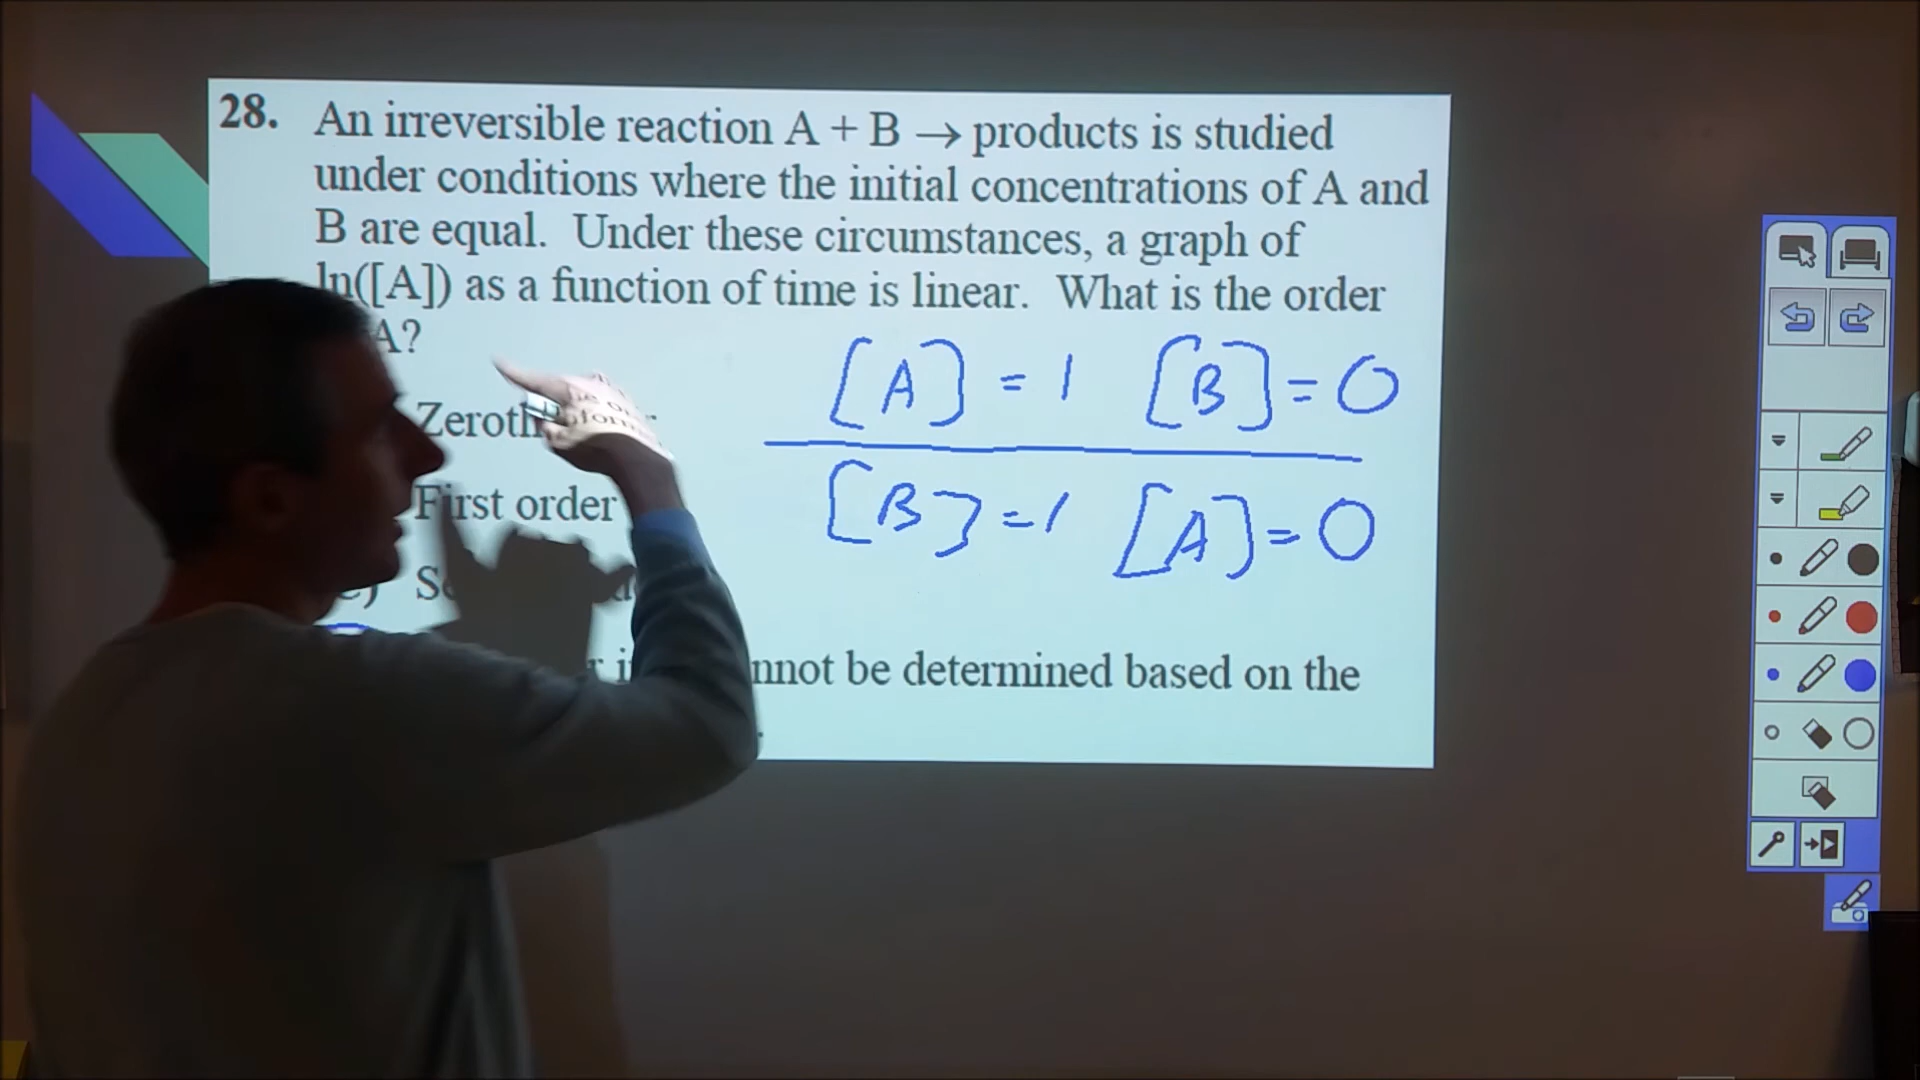 28. An irreversible reaction A + B → products is studied
under conditions where the initial concentrations of A and
B are equal. Under these circumstances, a graph of
ln([A]) as a function of time is linear. What is the order
A?
[A] = 1 [B] = 0
Zeroth
[B] = 1 [A] = 0
First order
nnot be determined based on the